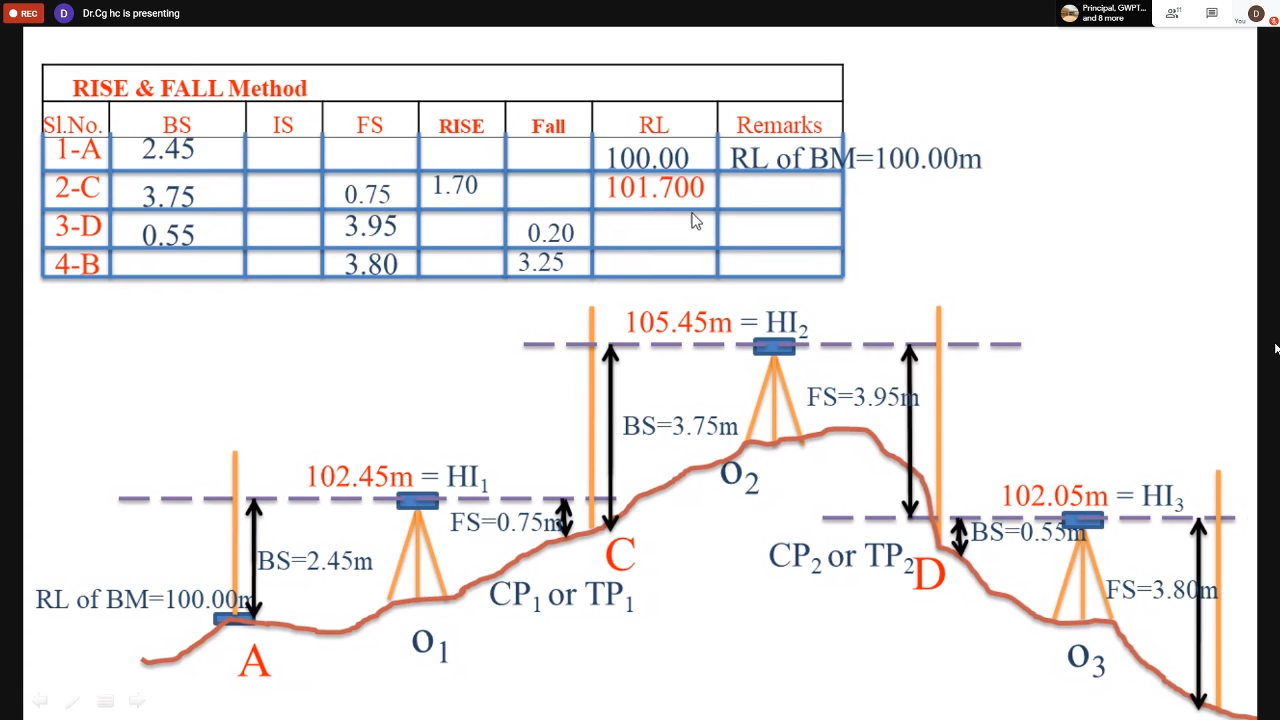 REC
D
Dr.Cg hc is presenting
Principal, GWPT...
and 8 more
11
D
You
RISE & FALL Method
Sl.No. BS IS FS RISE Fall RL Remarks
1-A 2.45 100.00 RL of BM=100.00m
2-C 3.75 0.75 1.70 101.700
3-D 0.55 3.95 0.20
4-B 3.80 3.25
105.45m = HI₂
FS=3.95m
BS=3.75m
102.45m = HI₁
O₂
102.05m = HI₃
FS=0.75m
BS=0.55m
BS=2.45m
C
CP₂ or TP₂
D
RL of BM=100.00m
CP₁ or TP₁
FS=3.80m
O₁
A
O₃